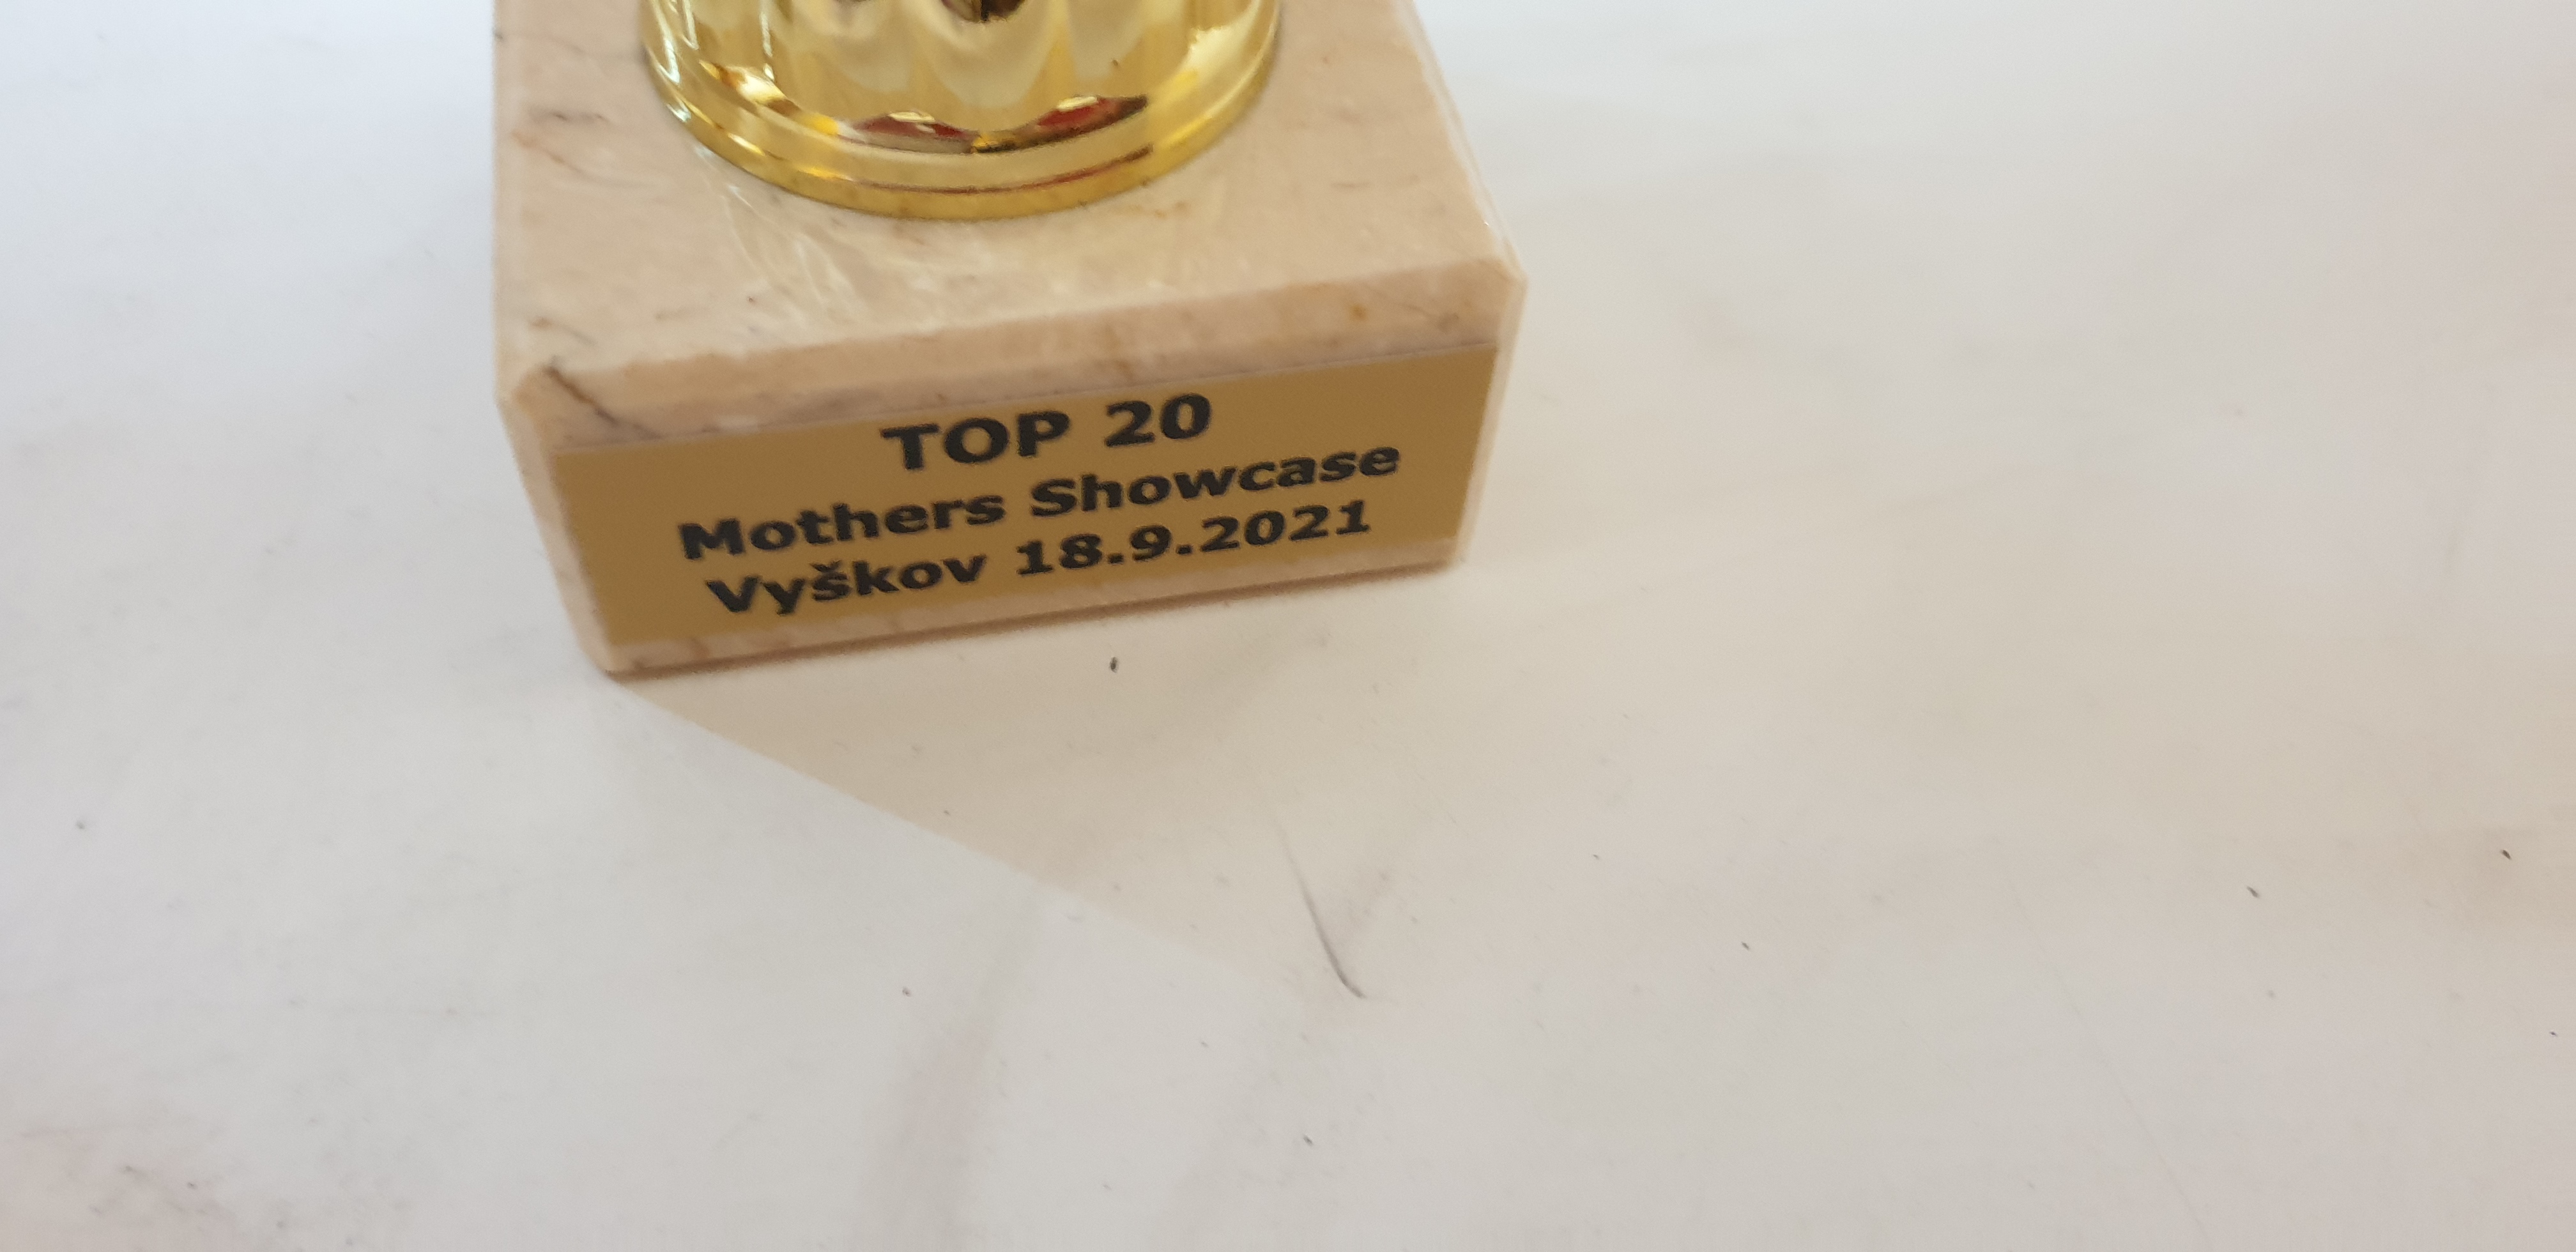 TOP 20
Mothers Showcase
Vyškov 18.9.2021